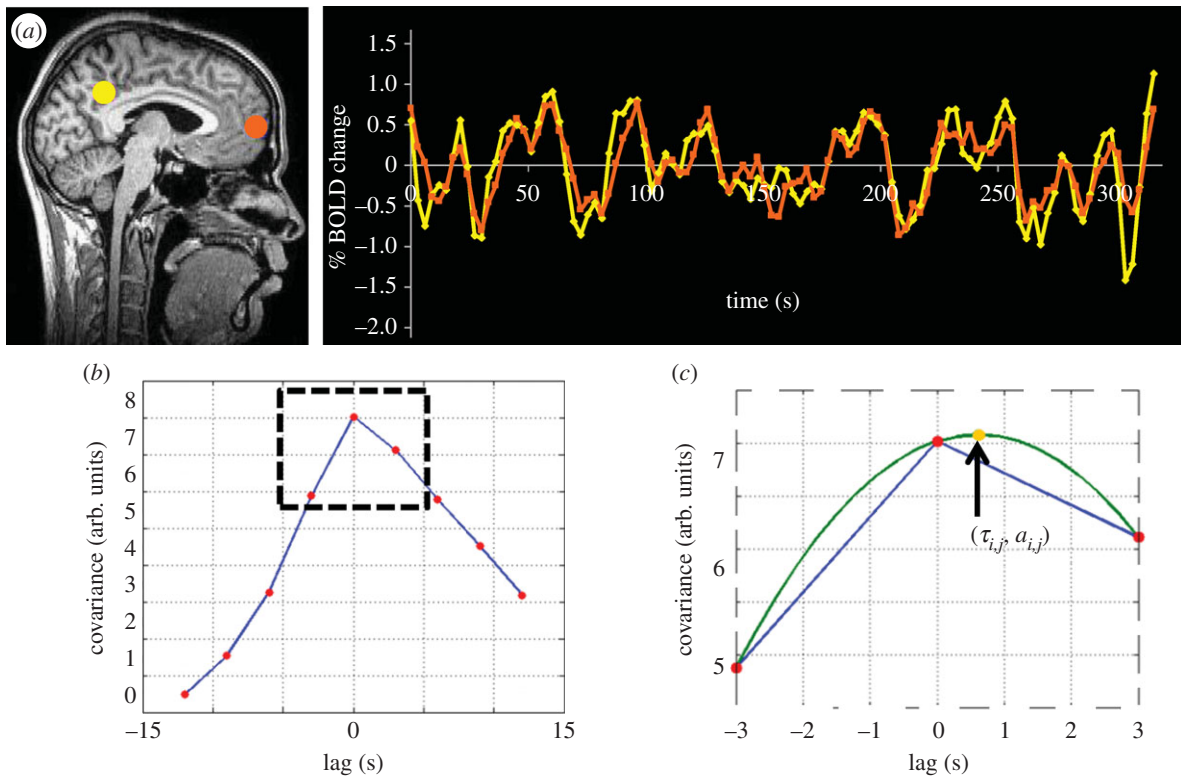 (a)
1.5
1.0
0.5
0
−0.5
−1.0
−1.5
−2.0
% BOLD change
0 50 100 150 200 250 300
time (s)
(b)
8
7
5
4
3
2
1
0
covariance (arb. units)
−15 0 15
lag (s)
(c)
7
6
5
covariance (arb. units)
(τi,j, ai,j)
−3 −2 −1 0 1 2 3
lag (s)